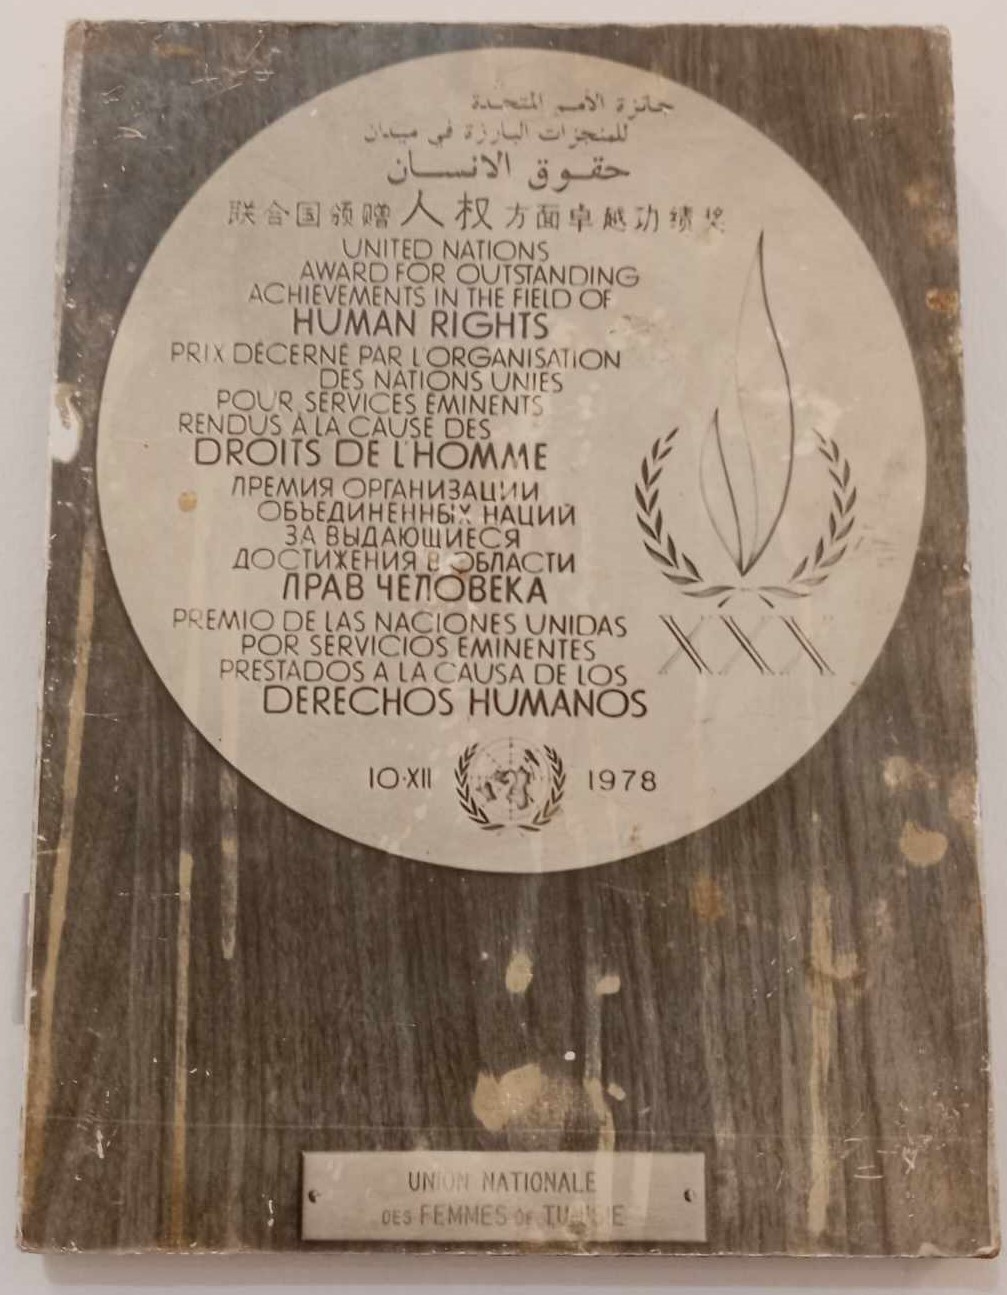 جائزة الأمم المتحدة
للمنجزات البارزة في ميدان
حقوق الانسان
联合国颁赠人权方面卓越功绩奖
UNITED NATIONS
AWARD FOR OUTSTANDING
ACHIEVEMENTS IN THE FIELD OF
HUMAN RIGHTS
PRIX DÉCERNÉ PAR L'ORGANISATION
DES NATIONS UNIES
POUR SERVICES ÉMINENTS
RENDUS À LA CAUSE DES
DROITS DE L'HOMME
ПРЕМИЯ ОРГАНИЗАЦИИ
ОБЪЕДИНЕННЫХ НАЦИЙ
ЗА ВЫДАЮЩИЕСЯ
ДОСТИЖЕНИЯ В ОБЛАСТИ
ПРАВ ЧЕЛОВЕКА
PREMIO DE LAS NACIONES UNIDAS
POR SERVICIOS EMINENTES
PRESTADOS A LA CAUSA DE LOS
DERECHOS HUMANOS
XXX
10·XII 1978
UNION NATIONALE
DES FEMMES DE TUNISIE